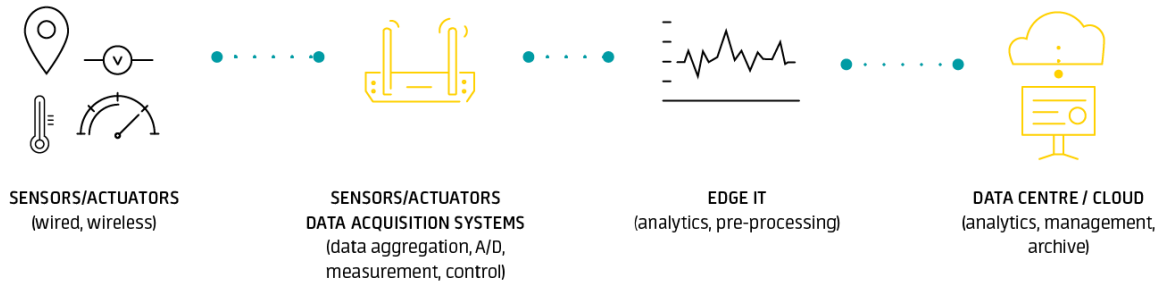 V
SENSORS/ACTUATORS
(wired, wireless)
SENSORS/ACTUATORS
DATA ACQUISITION SYSTEMS
(data aggregation, A/D,
measurement, control)
EDGE IT
(analytics, pre-processing)
DATA CENTRE / CLOUD
(analytics, management,
archive)